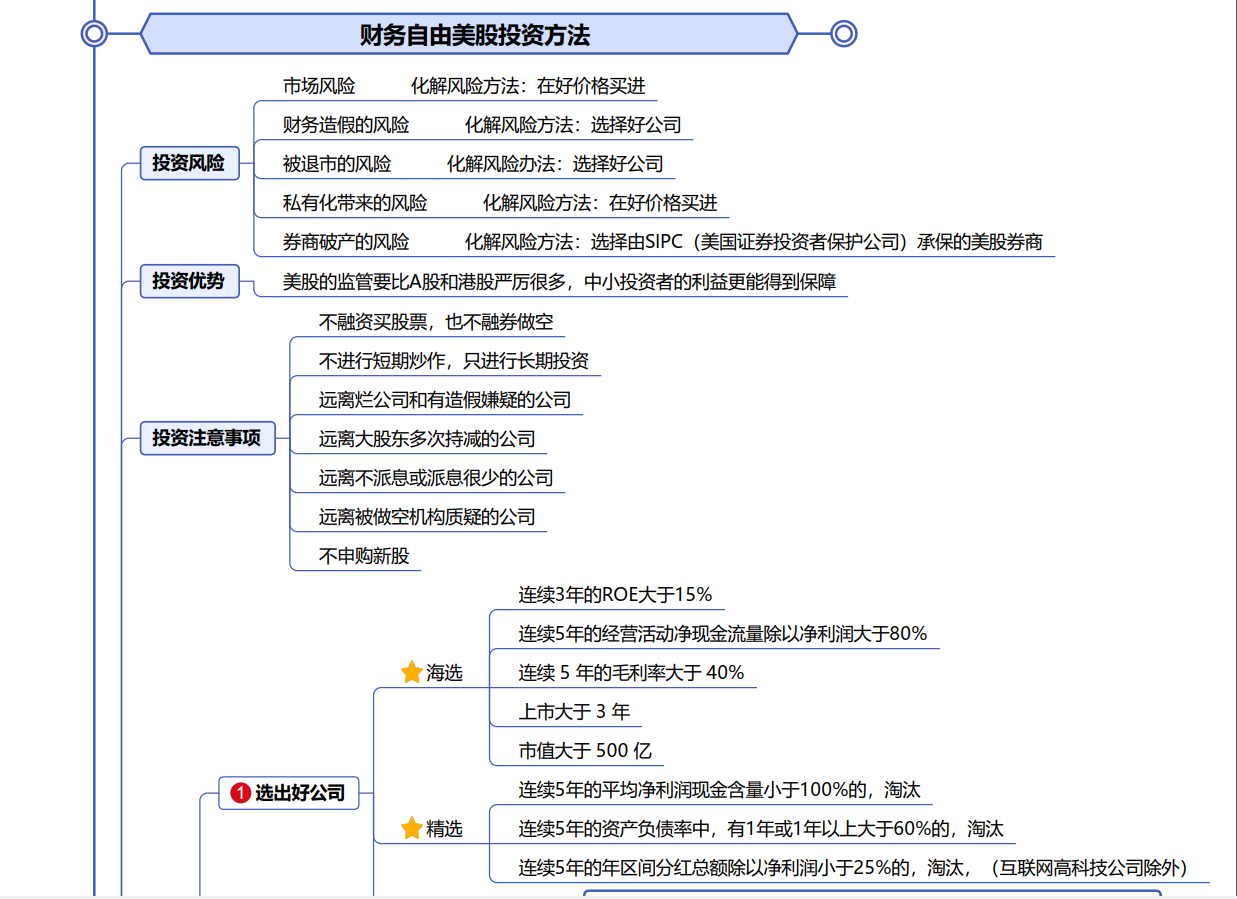 财务自由美股投资方法
市场风险 化解风险方法：在好价格买进
财务造假的风险 化解风险方法：选择好公司
投资风险
被退市的风险 化解风险办法：选择好公司
私有化带来的风险 化解风险方法：在好价格买进
券商破产的风险 化解风险方法：选择由SIPC（美国证券投资者保护公司）承保的美股券商
投资优势
美股的监管要比A股和港股严厉很多，中小投资者的利益更能得到保障
投资注意事项
不融资买股票，也不融券做空
不进行短期炒作，只进行长期投资
远离烂公司和有造假嫌疑的公司
远离大股东多次持减的公司
远离不派息或派息很少的公司
远离被做空机构质疑的公司
不申购新股
1 选出好公司
海选
连续3年的ROE大于15%
连续5年的经营活动净现金流量除以净利润大于80%
连续 5 年的毛利率大于 40%
上市大于 3 年
市值大于 500 亿
精选
连续5年的平均净利润现金含量小于100%的，淘汰
连续5年的资产负债率中，有1年或1年以上大于60%的，淘汰
连续5年的年区间分红总额除以净利润小于25%的，淘汰，（互联网高科技公司除外）